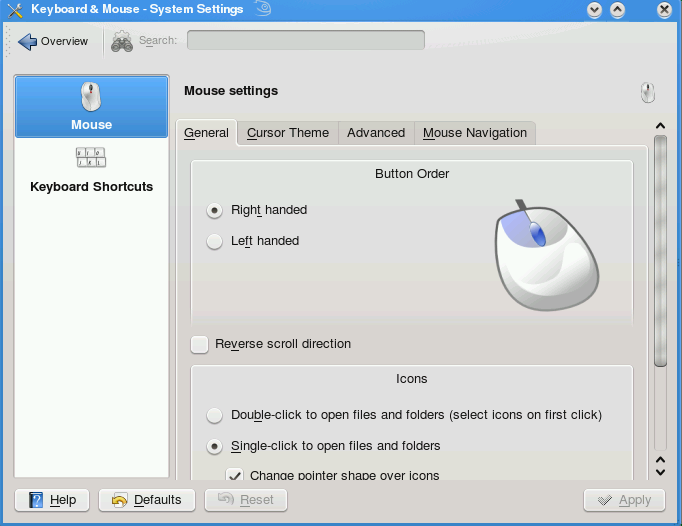 Keyboard & Mouse - System Settings
Overview
Search:
Mouse
Keyboard Shortcuts
Mouse settings
General Cursor Theme Advanced Mouse Navigation
Button Order
Right handed
Left handed
Reverse scroll direction
Icons
Double-click to open files and folders (select icons on first click)
Single-click to open files and folders
Change pointer shape over icons
Help Defaults Reset Apply